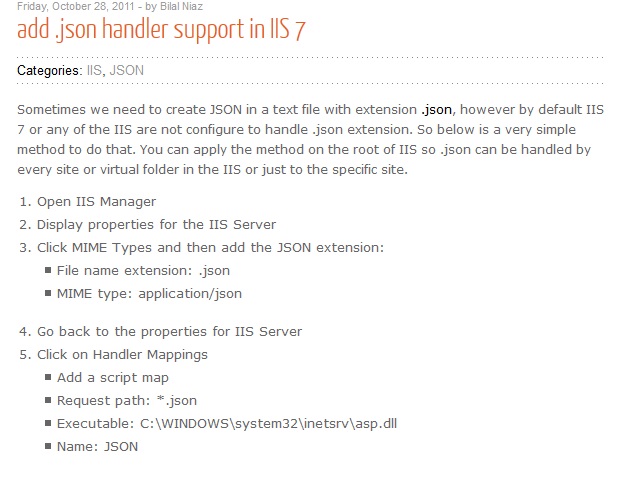 Friday, October 28, 2011 - by Bilal Niaz
add .json handler support in IIS 7
Categories: IIS, JSON
Sometimes we need to create JSON in a text file with extension .json, however by default IIS
7 or any of the IIS are not configure to handle .json extension. So below is a very simple
method to do that. You can apply the method on the root of IIS so .json can be handled by
every site or virtual folder in the IIS or just to the specific site.
1. Open IIS Manager
2. Display properties for the IIS Server
3. Click MIME Types and then add the JSON extension:
▪ File name extension: .json
▪ MIME type: application/json
4. Go back to the properties for IIS Server
5. Click on Handler Mappings
▪ Add a script map
▪ Request path: *.json
▪ Executable: C:\WINDOWS\system32\inetsrv\asp.dll
▪ Name: JSON